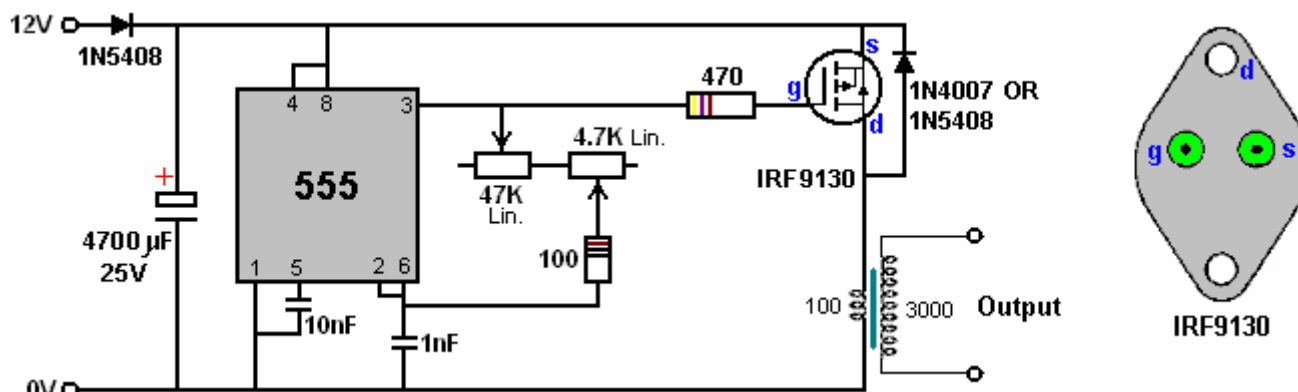 12V
1N5408
4 8 3
470
s
g
d
1N4007 OR
1N5408
IRF9130
4.7K Lin.
47K
Lin.
555
+
4700 µF
25V
100
1 5 2 6
10nF
1nF
100
3000
Output
0V
d
g
s
IRF9130